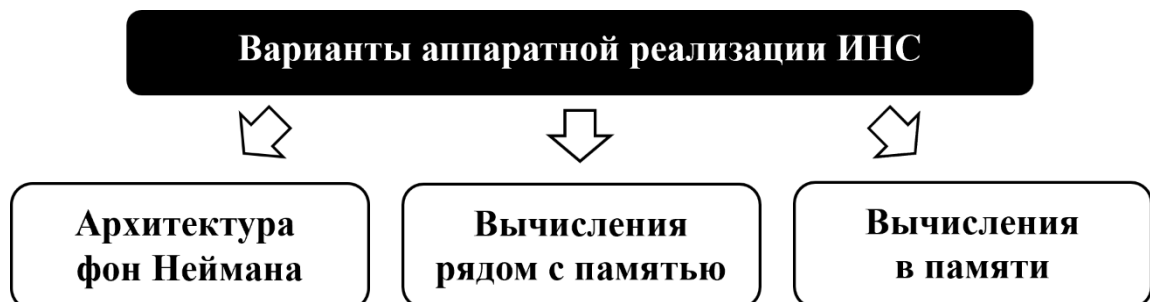 Варианты аппаратной реализации ИНС
Архитектура
фон Неймана
Вычисления
рядом с памятью
Вычисления
в памяти